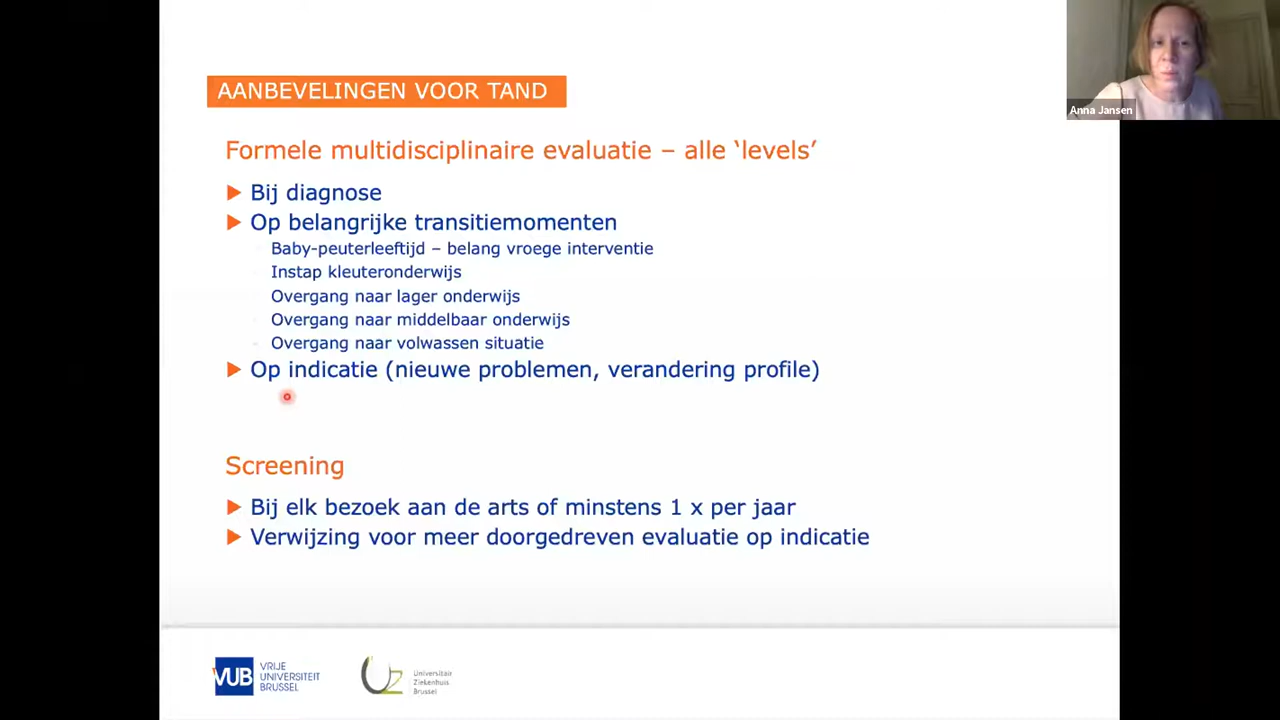 AANBEVELINGEN VOOR TAND
Anna Jansen
Formele multidisciplinaire evaluatie – alle ‘levels’
Bij diagnose
Op belangrijke transitiemomenten
Baby-peuterleeftijd – belang vroege interventie
Instap kleuteronderwijs
Overgang naar lager onderwijs
Overgang naar middelbaar onderwijs
Overgang naar volwassen situatie
Op indicatie (nieuwe problemen, verandering profile)
Screening
Bij elk bezoek aan de arts of minstens 1 x per jaar
Verwijzing voor meer doorgedreven evaluatie op indicatie
VUB
VRIJE
UNIVERSITEIT
BRUSSEL
UZ
Universitair
Ziekenhuis
Brussel